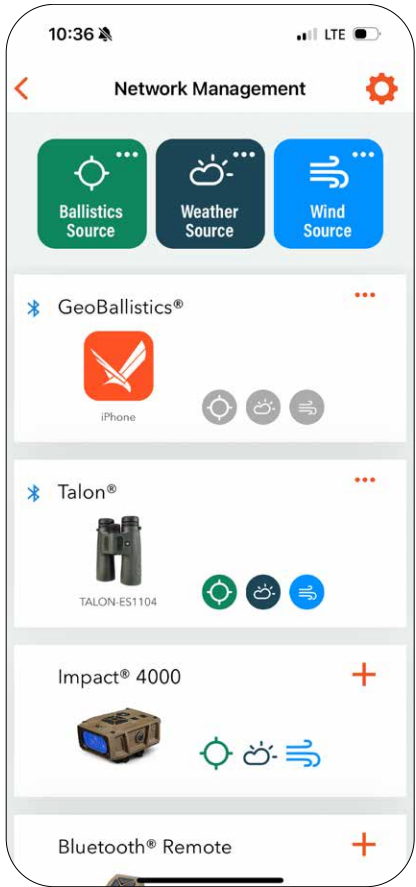 10:36
LTE
Network Management
Ballistics
Source
Weather
Source
Wind
Source
GeoBallistics®
iPhone
Talon®
TALON-ES1104
Impact® 4000
Bluetooth® Remote